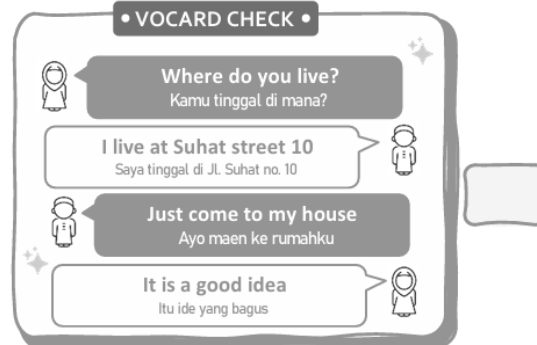 • VOCARD CHECK •
Where do you live?
Kamu tinggal di mana?
I live at Suhat street 10
Saya tinggal di Jl. Suhat no. 10
Just come to my house
Ayo maen ke rumahku
It is a good idea
Itu ide yang bagus